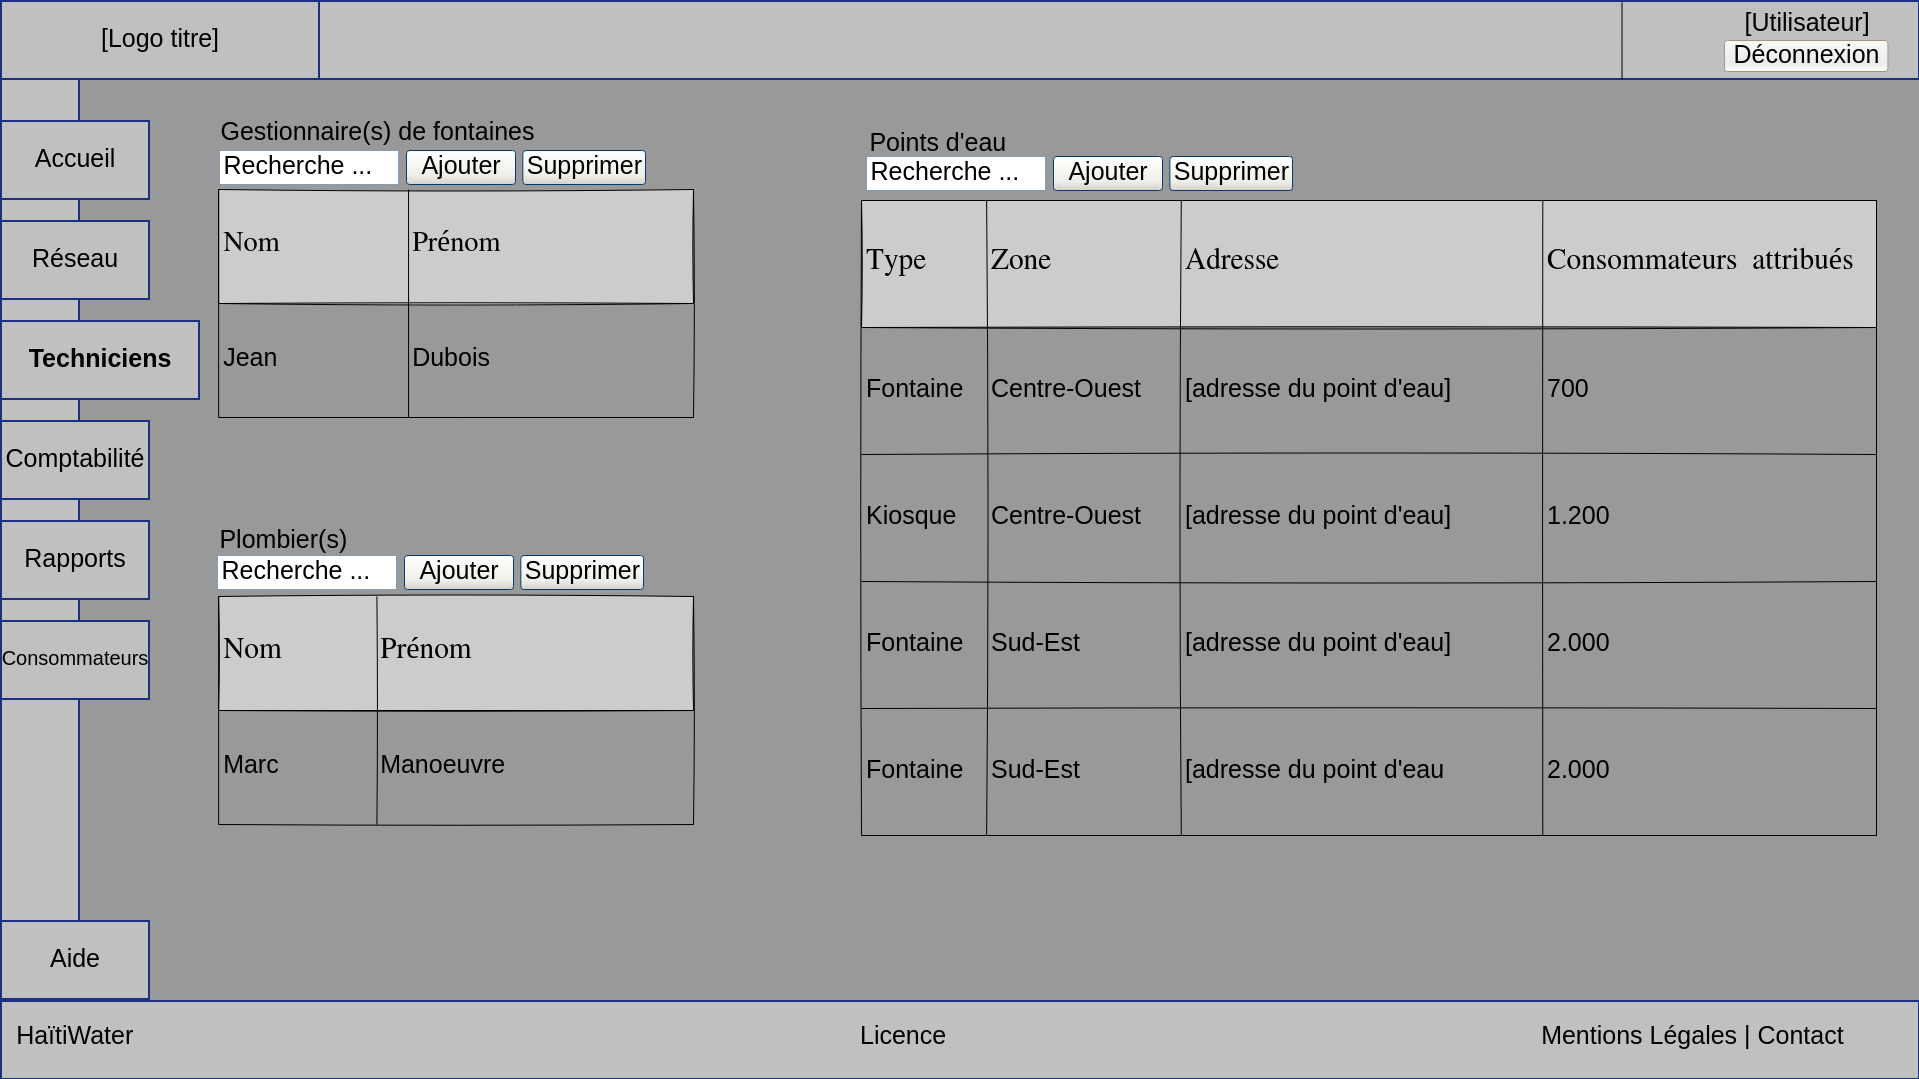 [Logo titre]
[Utilisateur]
Déconnexion
Accueil
Réseau
Techniciens
Comptabilité
Rapports
Consommateurs
Aide
Gestionnaire(s) de fontaines
Recherche ... Ajouter Supprimer
Nom Prénom
Jean Dubois
Plombier(s)
Recherche ... Ajouter Supprimer
Nom Prénom
Marc Manoeuvre
Points d'eau
Recherche ... Ajouter Supprimer
Type Zone Adresse Consommateurs attribués
Fontaine Centre-Ouest [adresse du point d'eau] 700
Kiosque Centre-Ouest [adresse du point d'eau] 1.200
Fontaine Sud-Est [adresse du point d'eau] 2.000
Fontaine Sud-Est [adresse du point d'eau 2.000
HaïtiWater Licence Mentions Légales | Contact